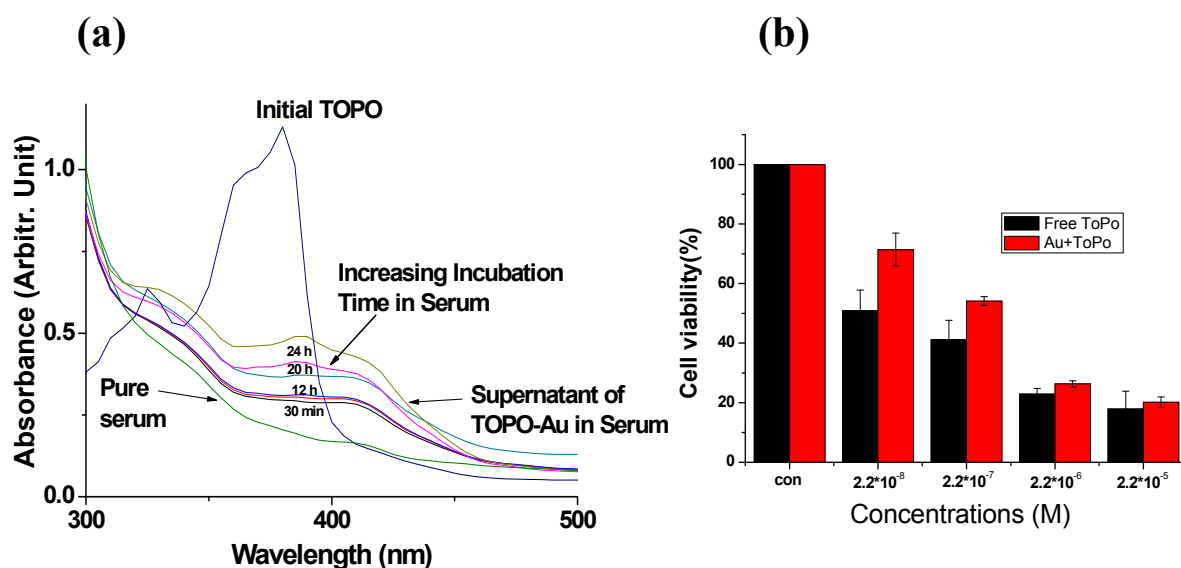 (a)
Initial TOPO
Absorbance (Arbitr. Unit)
1.0
0.5
0.0
Increasing Incubation
Time in Serum
24 h
20 h
12 h
30 min
Pure
serum
Supernatant of
TOPO-Au in Serum
300
400
500
Wavelength (nm)
(b)
Cell viability(%)
100
80
60
40
20
0
Free ToPo
Au+ToPo
con
2.2*10⁻⁸
2.2*10⁻⁷
2.2*10⁻⁶
2.2*10⁻⁵
Concentrations (M)